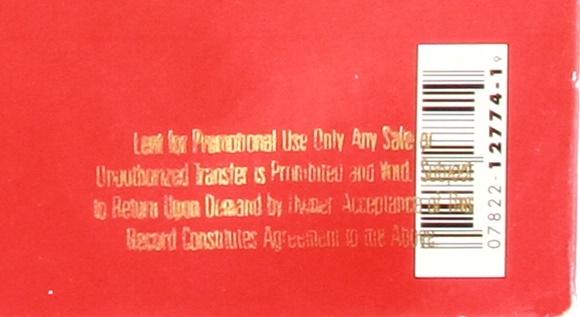 Lent for Promotional Use Only Any Sale or
Unauthorized Transfer is Prohibited and Void. Subject
to Return Upon Demand by Owner Acceptance of This
Record Constitutes Agreement to the Above
07822-12774-1 9